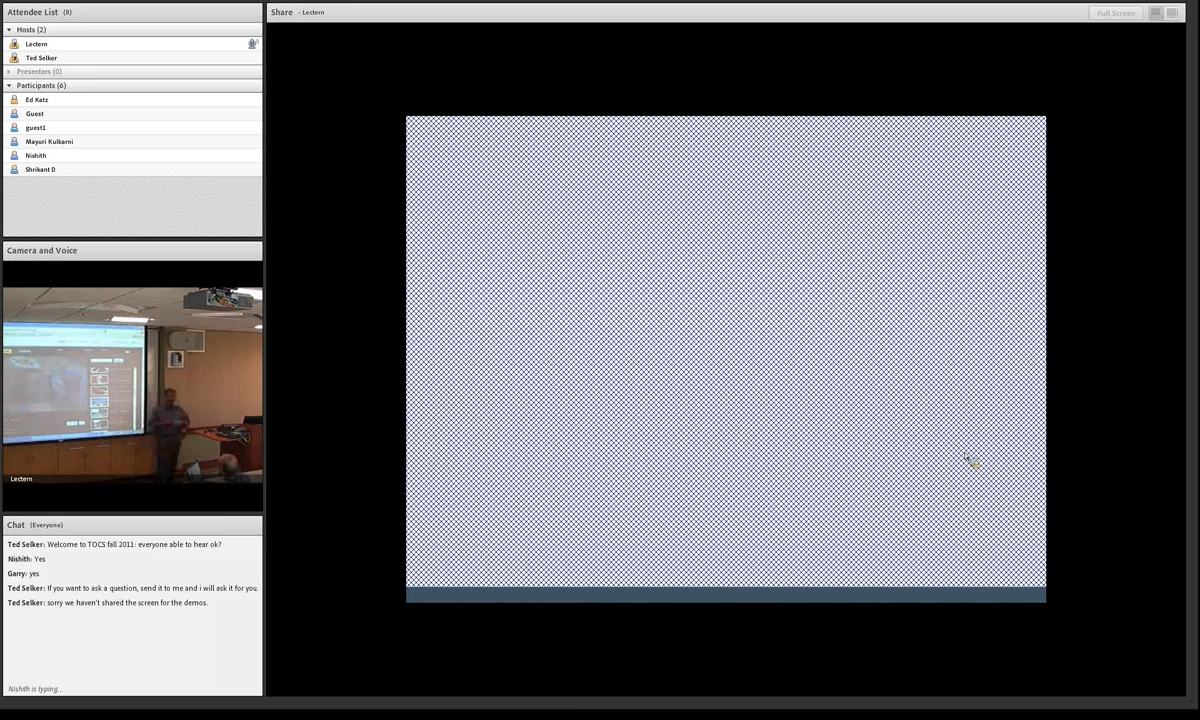 Attendee List (8)
Hosts (2)
Lectern
Ted Selker
Presenters (0)
Participants (6)
Ed Katz
Guest
guest1
Mayuri Kulkarni
Nishith
Shrikant D
Camera and Voice
Lectern
Chat (Everyone)
Ted Selker: Welcome to TOCS fall 2011: everyone able to hear ok?
Nishith: Yes
Garry: yes
Ted Selker: If you want to ask a question, send it to me and i will ask it for you.
Ted Selker: sorry we haven't shared the screen for the demos.
Nishith is typing...
Share - Lectern
Full Screen